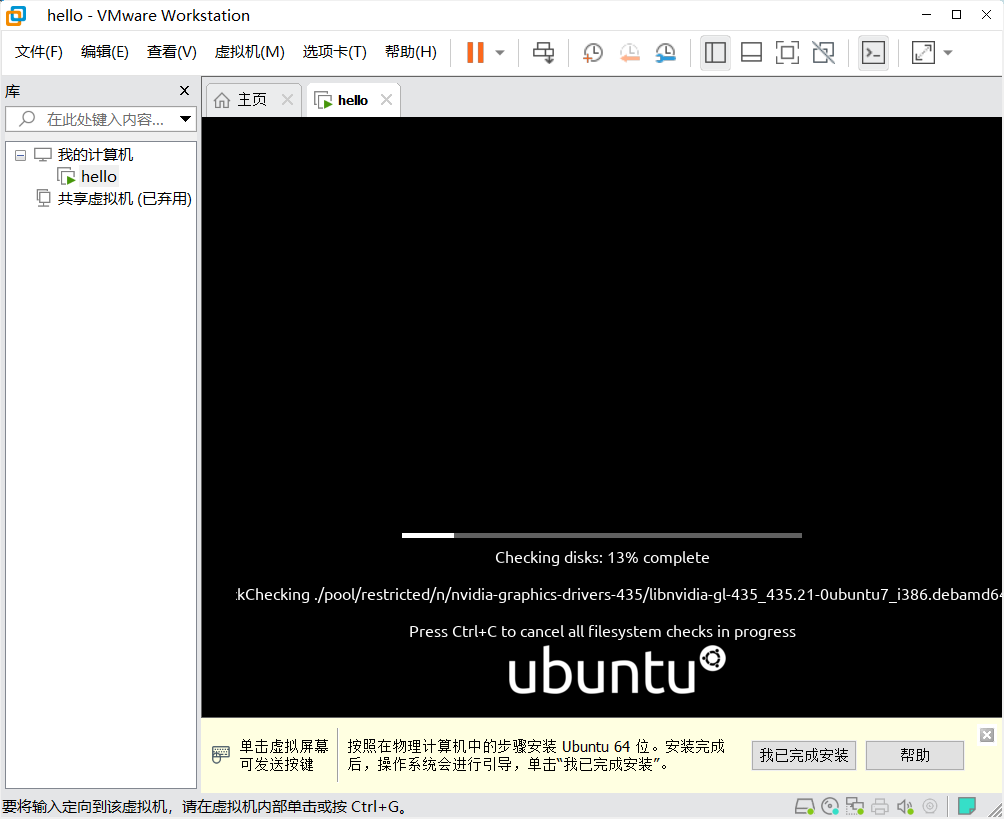 hello - VMware Workstation
文件(F) 编辑(E) 查看(V) 虚拟机(M) 选项卡(T) 帮助(H)
库
在此处键入内容...
我的计算机
hello
共享虚拟机 (已弃用)
主页
hello
Checking disks: 13% complete
kChecking ./pool/restricted/n/nvidia-graphics-drivers-435/libnvidia-gl-435_435.21-0ubuntu7_i386.debamd64
Press Ctrl+C to cancel all filesystem checks in progress
ubuntu
单击虚拟屏幕
可发送按键
按照在物理计算机中的步骤安装 Ubuntu 64 位。安装完成
后，操作系统会进行引导，单击“我已完成安装”。
我已完成安装
帮助
要将输入定向到该虚拟机，请在虚拟机内部单击或按 Ctrl+G。